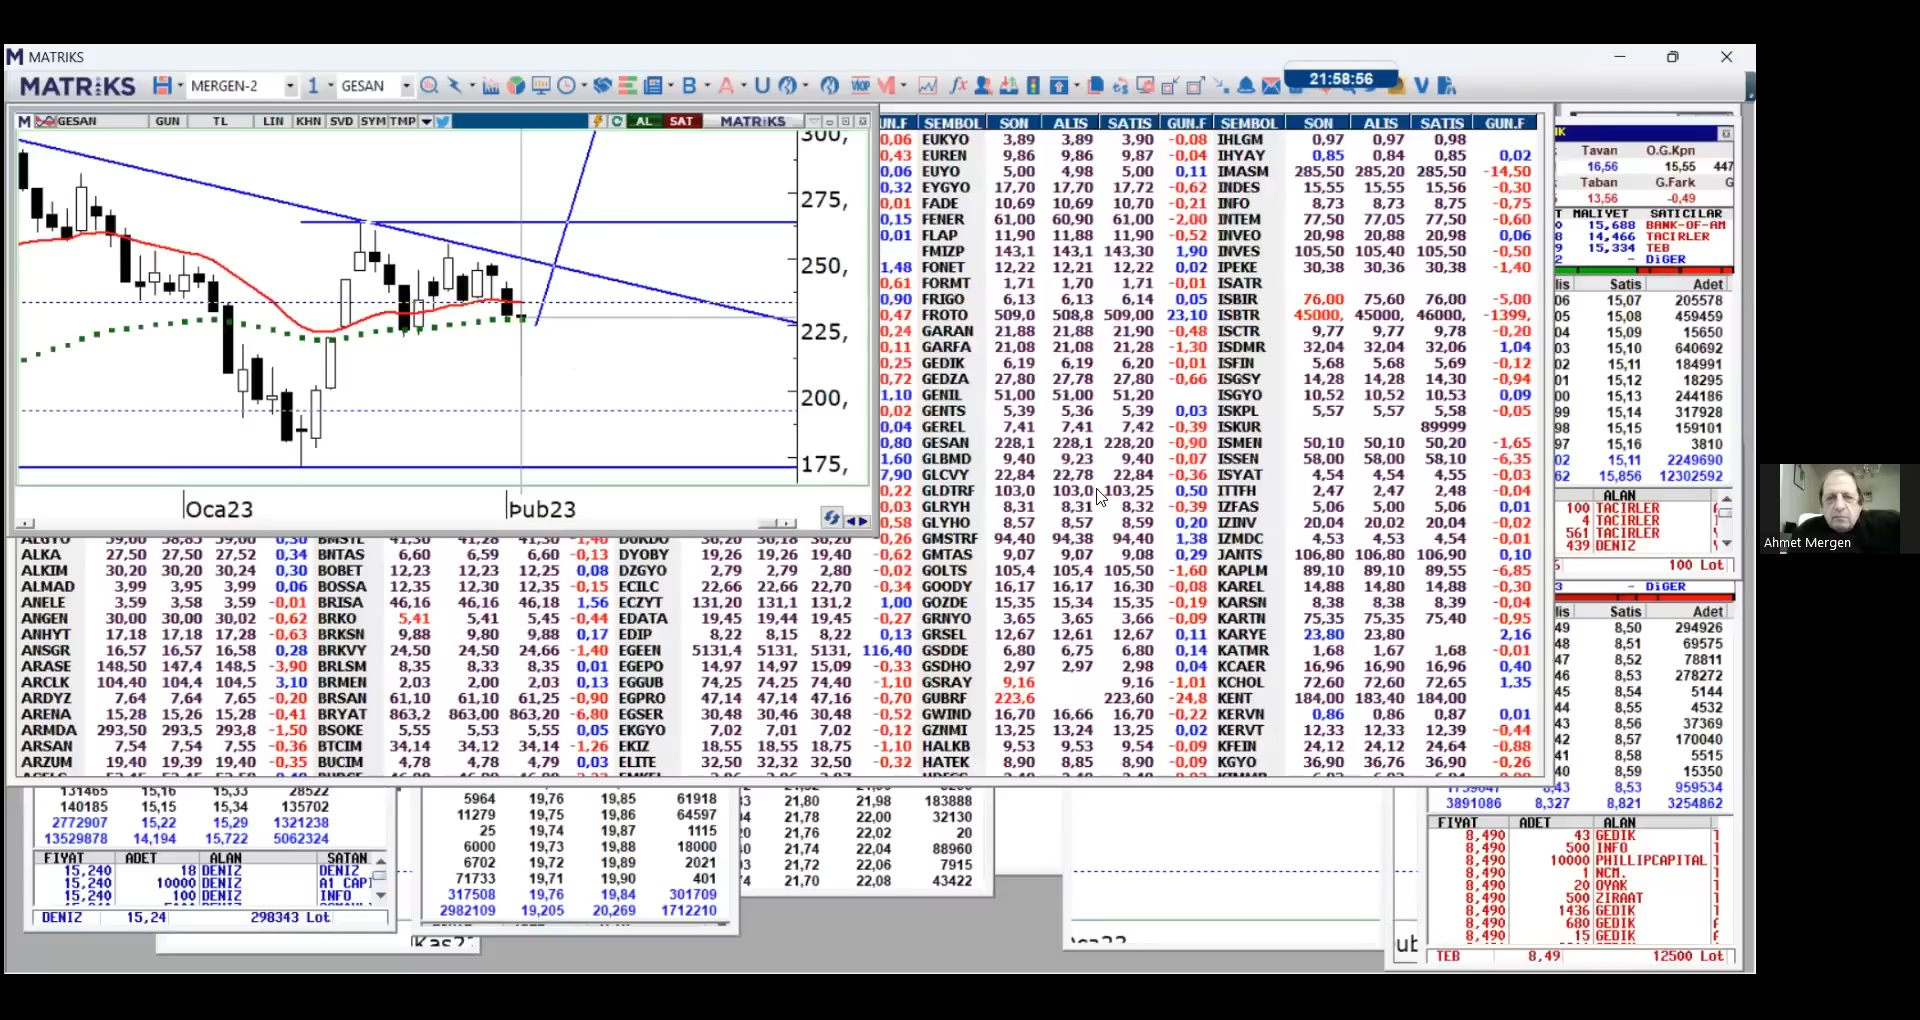 MATRIKS
MATRIKS MERGEN-2 1 GESAN
21:58:56
GESAN GUN TL LIN KHN SVD SYM TMP AL SAT MATRIKS
300,
275,
250,
225,
200,
175,
Oca23 Þub23
SEMBOL SON ALIS SATIS GUN.F SEMBOL SON ALIS SATIS GUN.F
EUKYO 3,89 3,89 3,90 -0,08 IHLGM 0,97 0,97 0,98
EUREN 9,86 9,86 9,87 -0,04 IHYAY 0,85 0,84 0,85 0,02
EUYO 5,00 4,98 5,00 0,11 IMASM 285,50 285,20 285,50 -14,50
EYGYO 17,70 17,70 17,72 -0,62 INDES 15,55 15,55 15,56 -0,30
FADE 10,69 10,69 10,70 -0,21 INFO 8,73 8,73 8,75 -0,75
FENER 61,00 60,90 61,00 -2,00 INTEM 77,50 77,05 77,50 -0,60
FLAP 11,90 11,88 11,90 -0,52 INVEO 20,98 20,88 20,98 0,06
FMIZP 143,1 143,1 143,30 1,90 INVES 105,50 105,40 105,50 -0,50
FONET 12,22 12,21 12,22 0,02 IPEKE 30,38 30,36 30,38 -1,40
FORMT 1,71 1,70 1,71 -0,01 ISATR
FRIGO 6,13 6,13 6,14 0,05 ISBIR 76,00 75,60 76,00 -5,00
FROTO 509,0 508,8 509,00 23,10 ISBTR 45000, 45000, 46000, -1399,
GARAN 21,88 21,88 21,90 -0,48 ISCTR 9,77 9,77 9,78 -0,20
GARFA 21,08 21,08 21,28 -1,30 ISDMR 32,04 32,04 32,06 1,04
GEDIK 6,19 6,19 6,20 -0,01 ISFIN 5,68 5,68 5,69 -0,12
GEDZA 27,80 27,78 27,80 -0,66 ISGSY 14,28 14,28 14,30 -0,94
GENIL 51,00 51,00 51,20 ISGYO 10,52 10,52 10,53 0,09
GENTS 5,39 5,36 5,39 0,03 ISKPL 5,57 5,57 5,58 -0,05
GEREL 7,41 7,41 7,42 -0,39 ISKUR 89999
GESAN 228,1 228,1 228,20 -0,90 ISMEN 50,10 50,10 50,20 -1,65
GLBMD 9,40 9,23 9,40 -0,07 ISSEN 58,00 58,00 58,10 -6,35
GLCVY 22,84 22,78 22,84 -0,36 ISYAT 4,54 4,54 4,55 -0,03
GLDTRF 103,0 103,0 103,25 0,50 ITTFH 2,47 2,47 2,48 -0,04
GLRYH 8,31 8,31 8,32 -0,39 IZFAS 5,06 5,00 5,06 0,01
GLYHO 8,57 8,57 8,59 0,20 IZINV 20,04 20,02 20,04 -0,02
GMSTRF 94,40 94,38 94,40 1,38 IZMDC 4,53 4,53 4,54 -0,01
ALKA 27,50 27,50 27,52 0,34 BNTAS 6,60 6,59 6,60 -0,13 DYOBY 19,26 19,26 19,40 -0,62 GMTAS 9,07 9,07 9,08 0,29 JANTS 106,80 106,80 106,90 0,10
ALKIM 30,20 30,20 30,24 0,30 BOBET 12,23 12,23 12,25 0,08 DZGYO 2,79 2,79 2,80 -0,02 GOLTS 105,4 105,4 105,50 -1,60 KAPLM 89,10 89,10 89,55 -6,85
ALMAD 3,99 3,95 3,99 0,06 BOSSA 12,35 12,30 12,35 -0,15 ECILC 22,66 22,66 22,70 -0,34 GOODY 16,17 16,17 16,30 -0,08 KAREL 14,88 14,80 14,88 -0,30
ANELE 3,59 3,58 3,59 -0,01 BRISA 46,16 46,16 46,18 1,56 ECZYT 131,20 131,1 131,2 1,00 GOZDE 15,35 15,34 15,35 -0,19 KARSN 8,38 8,38 8,39 -0,04
ANGEN 30,00 30,00 30,02 -0,62 BRKO 5,41 5,41 5,45 -0,44 EDATA 19,45 19,44 19,45 -0,27 GRNYO 3,65 3,65 3,66 -0,09 KARTN 75,35 75,35 75,40 -0,95
ANHYT 17,18 17,18 17,28 -0,63 BRKSN 9,88 9,80 9,88 0,17 EDIP 8,22 8,15 8,22 0,13 GRSEL 12,67 12,61 12,67 0,11 KARYE 23,80 23,80 2,16
ANSGR 16,57 16,57 16,58 0,28 BRKVY 24,50 24,50 24,66 -1,40 EGEEN 5131,4 5131, 5131, 116,40 GSDDE 6,80 6,75 6,80 0,14 KATMR 1,68 1,67 1,68 -0,01
ARASE 148,50 147,4 148,5 -3,90 BRLSM 8,35 8,33 8,35 0,01 EGEPO 14,97 14,97 15,09 -0,33 GSDHO 2,97 2,97 2,98 0,04 KCAER 16,96 16,90 16,96 0,40
ARCLK 104,40 104,4 104,5 3,10 BRMEN 2,03 2,00 2,03 0,13 EGGUB 74,25 74,25 74,40 -1,10 GSRAY 9,16 9,16 -1,01 KCHOL 72,60 72,60 72,65 1,35
ARDYZ 7,64 7,64 7,65 -0,20 BRSAN 61,10 61,10 61,25 -0,90 EGPRO 47,14 47,14 47,16 -0,70 GUBRF 223,6 223,60 -24,8 KENT 184,00 183,40 184,00
ARENA 15,28 15,26 15,28 -0,41 BRYAT 863,2 863,00 863,20 -6,80 EGSER 30,48 30,46 30,48 -0,52 GWIND 16,70 16,66 16,70 -0,22 KERVN 0,86 0,86 0,87 0,01
ARMDA 293,50 293,5 293,8 -1,50 BSOKE 5,55 5,53 5,55 0,05 EKGYO 7,02 7,01 7,02 -0,12 GZNMI 13,25 13,24 13,25 0,02 KERVT 12,33 12,33 12,39 -0,44
ARSAN 7,54 7,54 7,55 -0,36 BTCIM 34,14 34,12 34,14 -1,26 EKIZ 18,55 18,55 18,75 -1,10 HALKB 9,53 9,53 9,54 -0,09 KFEIN 24,12 24,12 24,64 -0,88
ARZUM 19,40 19,39 19,40 -0,35 BUCIM 4,78 4,78 4,79 0,03 ELITE 32,50 32,32 32,50 -0,32 HATEK 8,90 8,85 8,90 -0,09 KGYO 36,90 36,76 36,90 -0,26
Tavan O.G.Kpn
16,56 15,55 447
Taban G.Fark G
13,56 -0,49
MALIYET SATICILAR
15,688 BANK-OF-AM
14,466 TACIRLER
15,334 TEB
- DiGER
Satis Adet
06 15,07 205578
05 15,08 459459
04 15,09 15650
03 15,10 640692
02 15,11 184991
01 15,12 18295
00 15,13 244186
99 15,14 317928
98 15,15 159101
97 15,16 3810
02 15,11 2249690
62 15,856 12302592
ALAN
100 TACIRLER
4 TACIRLER
561 TACIRLER
439 DENIZ
100 Lot
- DiGER
Satis Adet
49 8,50 294926
48 8,51 69575
47 8,52 78811
46 8,53 278272
45 8,54 5144
44 8,55 4532
43 8,56 37369
42 8,57 170040
41 8,58 5515
40 8,59 15350
8,43 8,53 959534
3891086 8,327 8,821 3254862
FIYAT ADET ALAN
8,490 43 GEDIK
8,490 500 INFO
8,490 10000 PHILLIPCAPITAL
8,490 1 NCM.
8,490 20 OYAK
8,490 500 ZIRAAT
8,490 1436 GEDIK
8,490 680 GEDIK
8,490 15 GEDIK
TEB 8,49 12500 Lot
131465 15,16 15,33 28522
140185 15,15 15,34 135702
2772907 15,22 15,29 1321238
13529878 14,194 15,722 5062324
FIYAT ADET ALAN SATAN
15,240 18 DENIZ DENIZ
15,240 10000 DENIZ A1 CAP
15,240 100 DENIZ INFO
DENIZ 15,24 298343 Lot
5964 19,76 19,85 61918
11279 19,75 19,86 64597
25 19,74 19,87 1115
6000 19,73 19,88 18000
6702 19,72 19,89 2021
71733 19,71 19,90 401
317508 19,76 19,84 301709
2982109 19,205 20,269 1712210
21,80 21,98 183888
21,78 22,00 32130
21,76 22,02 20
21,74 22,04 88960
21,72 22,06 7915
21,70 22,08 43422
Ahmet Mergen